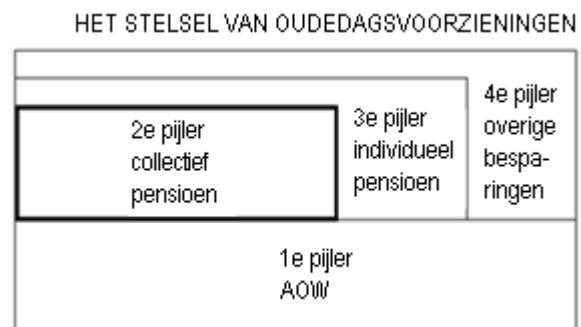 HET STELSEL VAN OUDEDAGSVOORZIENINGEN
2e pijler
collectief
pensioen
3e pijler
individueel
pensioen
4e pijler
overige
bespa-
ringen
1e pijler
AOW